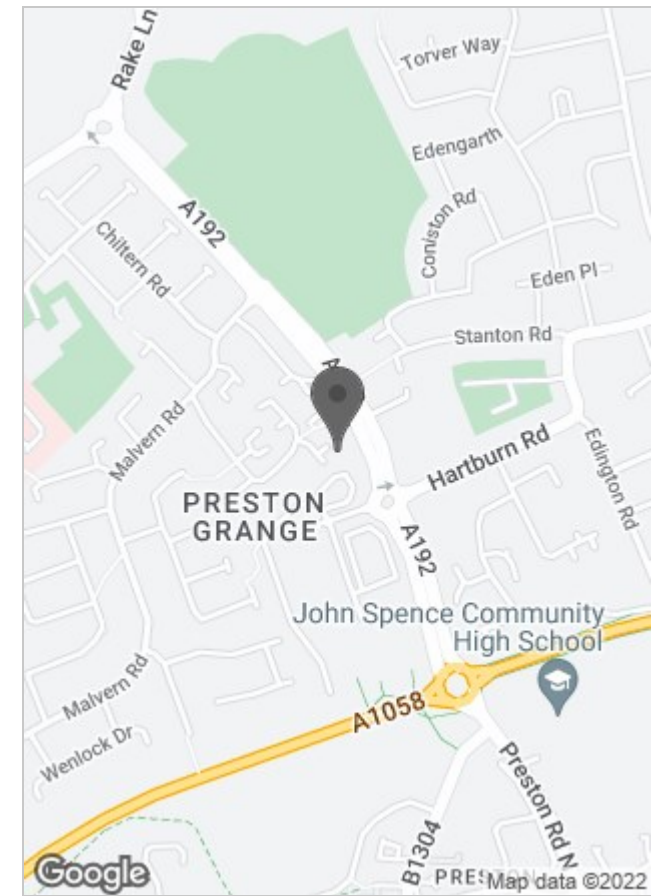 Rake Ln
Torver Way
Edengarth
A192
Coniston Rd
Chiltern Rd
Eden Pl
Stanton Rd
Malvern Rd
Hartburn Rd
Edington Rd
PRESTON
GRANGE
A192
John Spence Community
High School
Malvern Rd
A1058
Wenlock Dr
Preston Rd N
B1304
Google
Map data ©2022